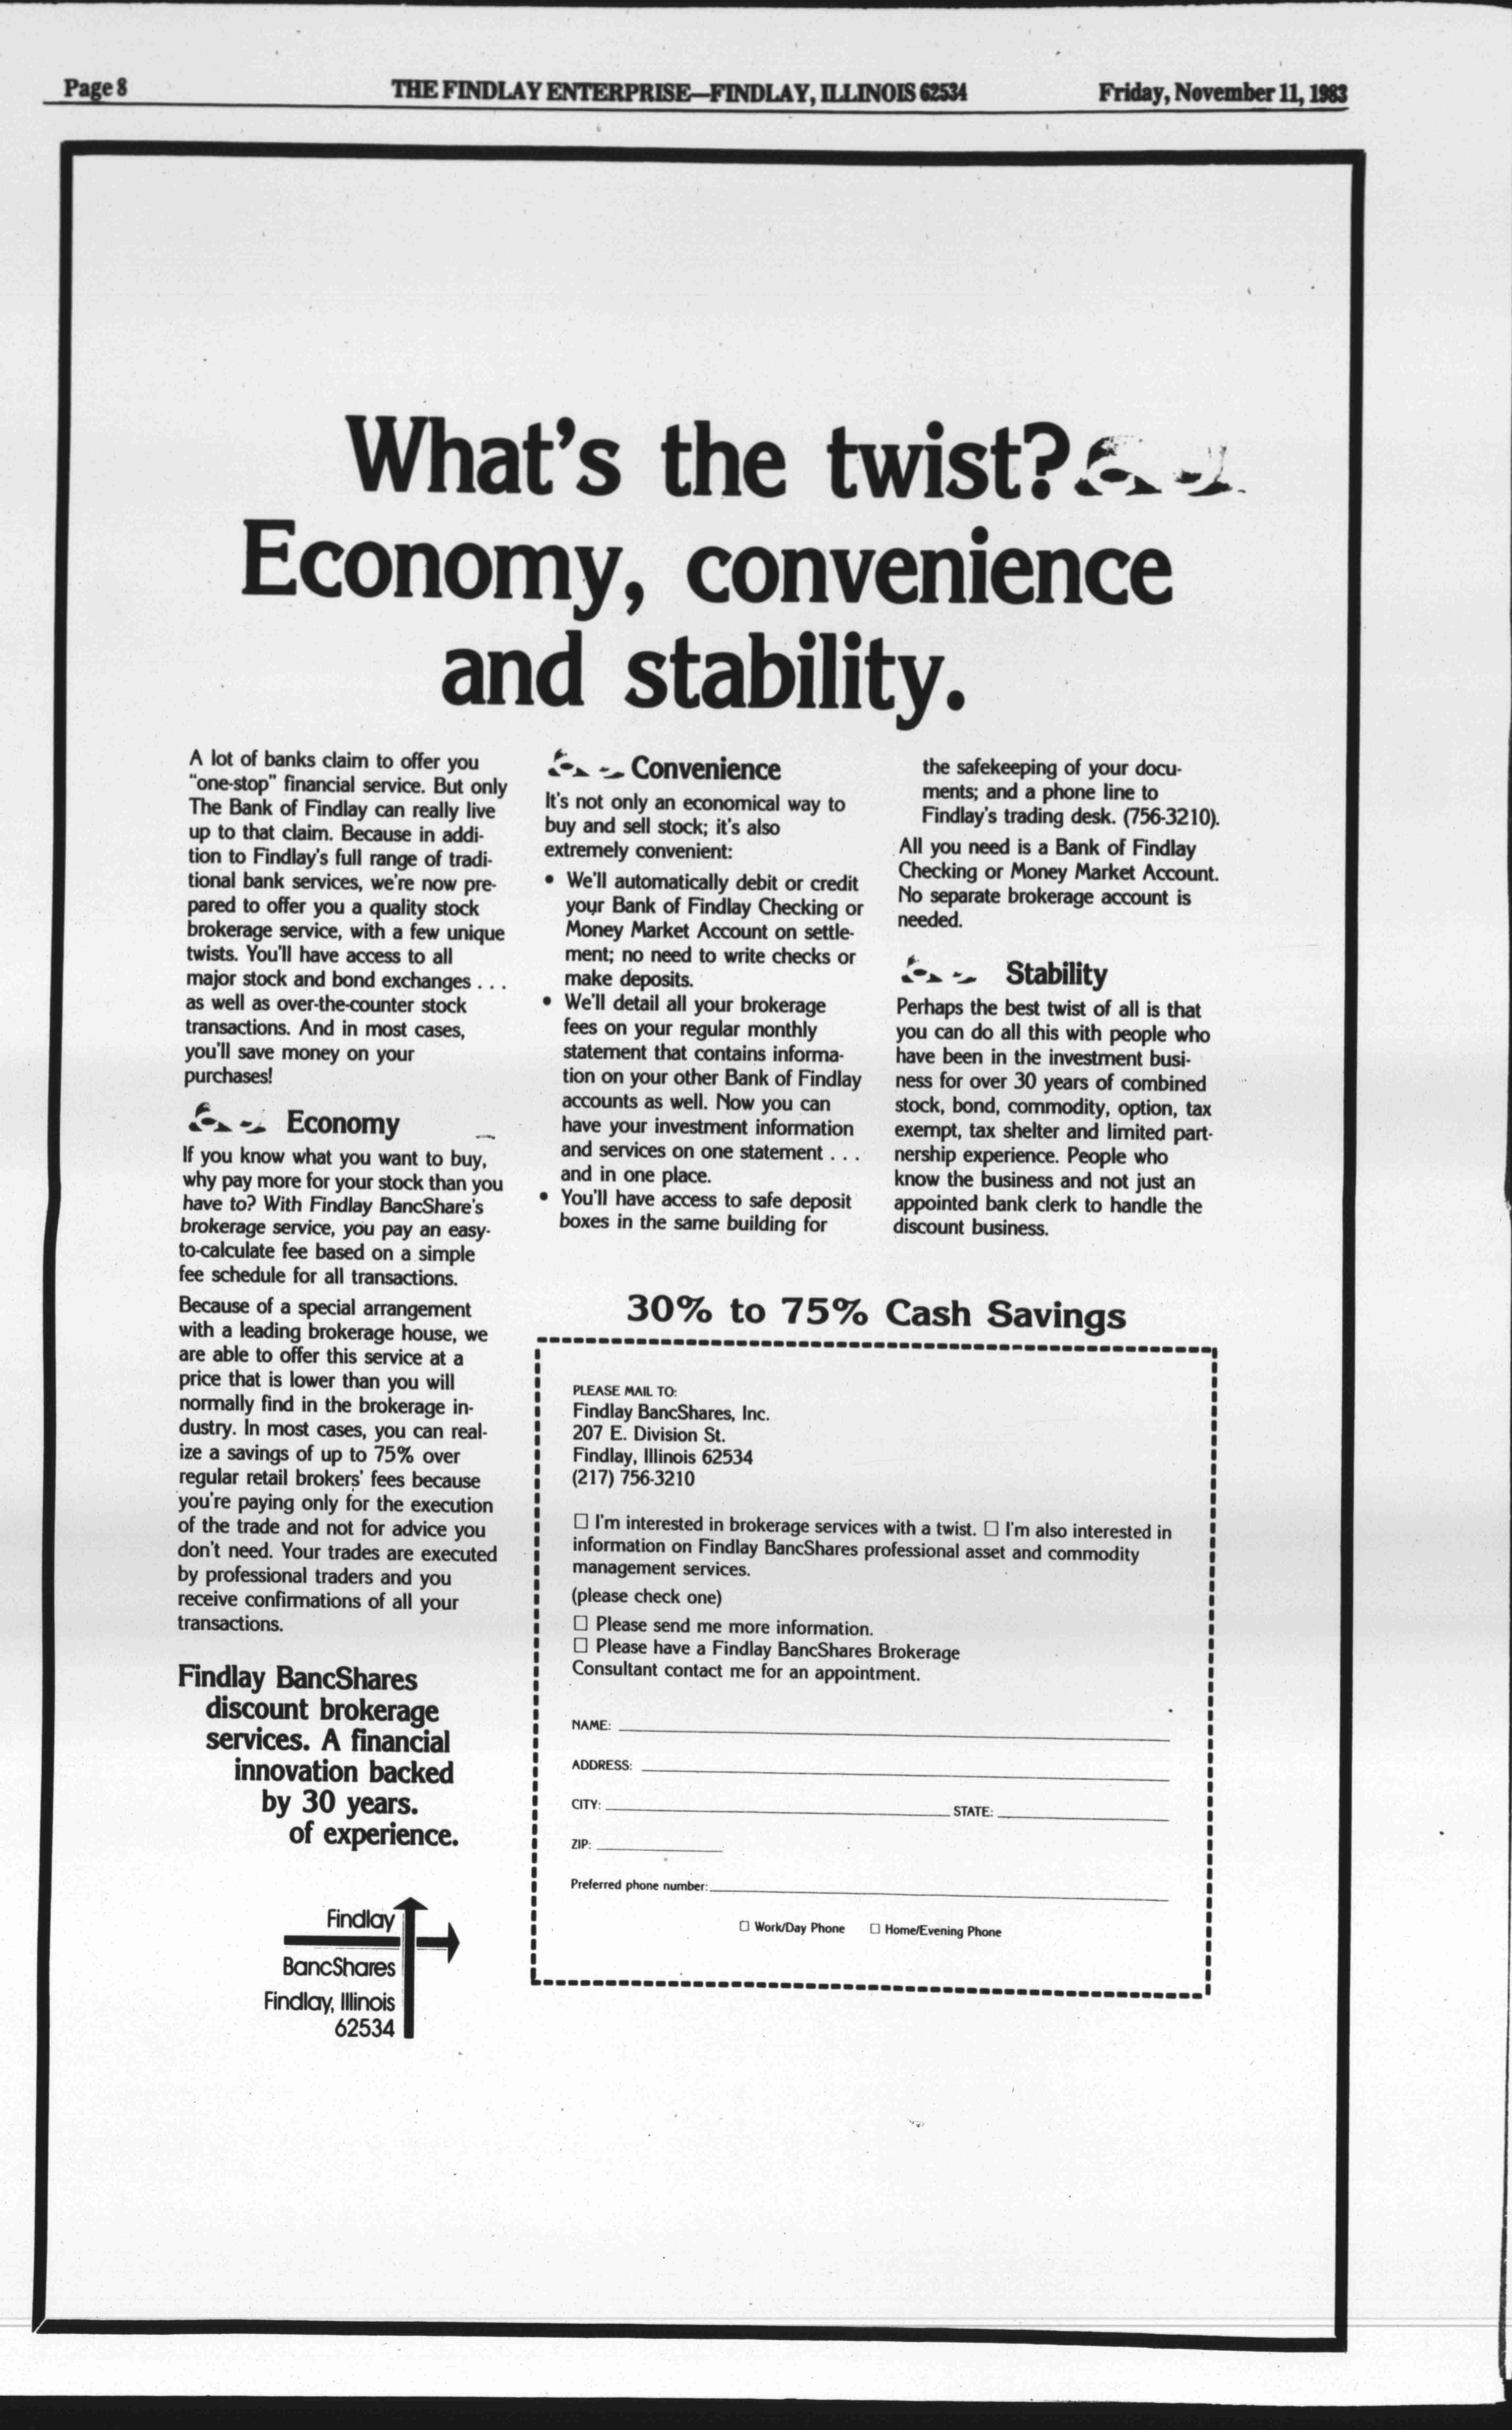 Page 8
THE FINDLAY ENTERPRISE—FINDLAY, ILLINOIS 62534
Friday, November 11, 1983
What's the twist?
Economy, convenience
and stability.
A lot of banks claim to offer you
"one-stop" financial service. But only
The Bank of Findlay can really live
up to that claim. Because in addi-
tion to Findlay's full range of tradi-
tional bank services, we're now pre-
pared to offer you a quality stock
brokerage service, with a few unique
twists. You'll have access to all
major stock and bond exchanges . . .
as well as over-the-counter stock
transactions. And in most cases,
you'll save money on your
purchases!
Economy
If you know what you want to buy,
why pay more for your stock than you
have to? With Findlay BancShare's
brokerage service, you pay an easy-
to-calculate fee based on a simple
fee schedule for all transactions.
Because of a special arrangement
with a leading brokerage house, we
are able to offer this service at a
price that is lower than you will
normally find in the brokerage in-
dustry. In most cases, you can real-
ize a savings of up to 75% over
regular retail brokers' fees because
you're paying only for the execution
of the trade and not for advice you
don't need. Your trades are executed
by professional traders and you
receive confirmations of all your
transactions.
Findlay BancShares
discount brokerage
services. A financial
innovation backed
by 30 years.
of experience.
Findlay
BancShares
Findlay, Illinois
62534
Convenience
It's not only an economical way to
buy and sell stock; it's also
extremely convenient:
• We'll automatically debit or credit
your Bank of Findlay Checking or
Money Market Account on settle-
ment; no need to write checks or
make deposits.
• We'll detail all your brokerage
fees on your regular monthly
statement that contains informa-
tion on your other Bank of Findlay
accounts as well. Now you can
have your investment information
and services on one statement . . .
and in one place.
• You'll have access to safe deposit
boxes in the same building for
the safekeeping of your docu-
ments; and a phone line to
Findlay's trading desk. (756-3210).
All you need is a Bank of Findlay
Checking or Money Market Account.
No separate brokerage account is
needed.
Stability
Perhaps the best twist of all is that
you can do all this with people who
have been in the investment busi-
ness for over 30 years of combined
stock, bond, commodity, option, tax
exempt, tax shelter and limited part-
nership experience. People who
know the business and not just an
appointed bank clerk to handle the
discount business.
30% to 75% Cash Savings
PLEASE MAIL TO:
Findlay BancShares, Inc.
207 E. Division St.
Findlay, Illinois 62534
(217) 756-3210
☐ I'm interested in brokerage services with a twist. ☐ I'm also interested in
information on Findlay BancShares professional asset and commodity
management services.
(please check one)
☐ Please send me more information.
☐ Please have a Findlay BancShares Brokerage
Consultant contact me for an appointment.
NAME:
ADDRESS:
CITY: STATE:
ZIP:
Preferred phone number:
☐ Work/Day Phone ☐ Home/Evening Phone